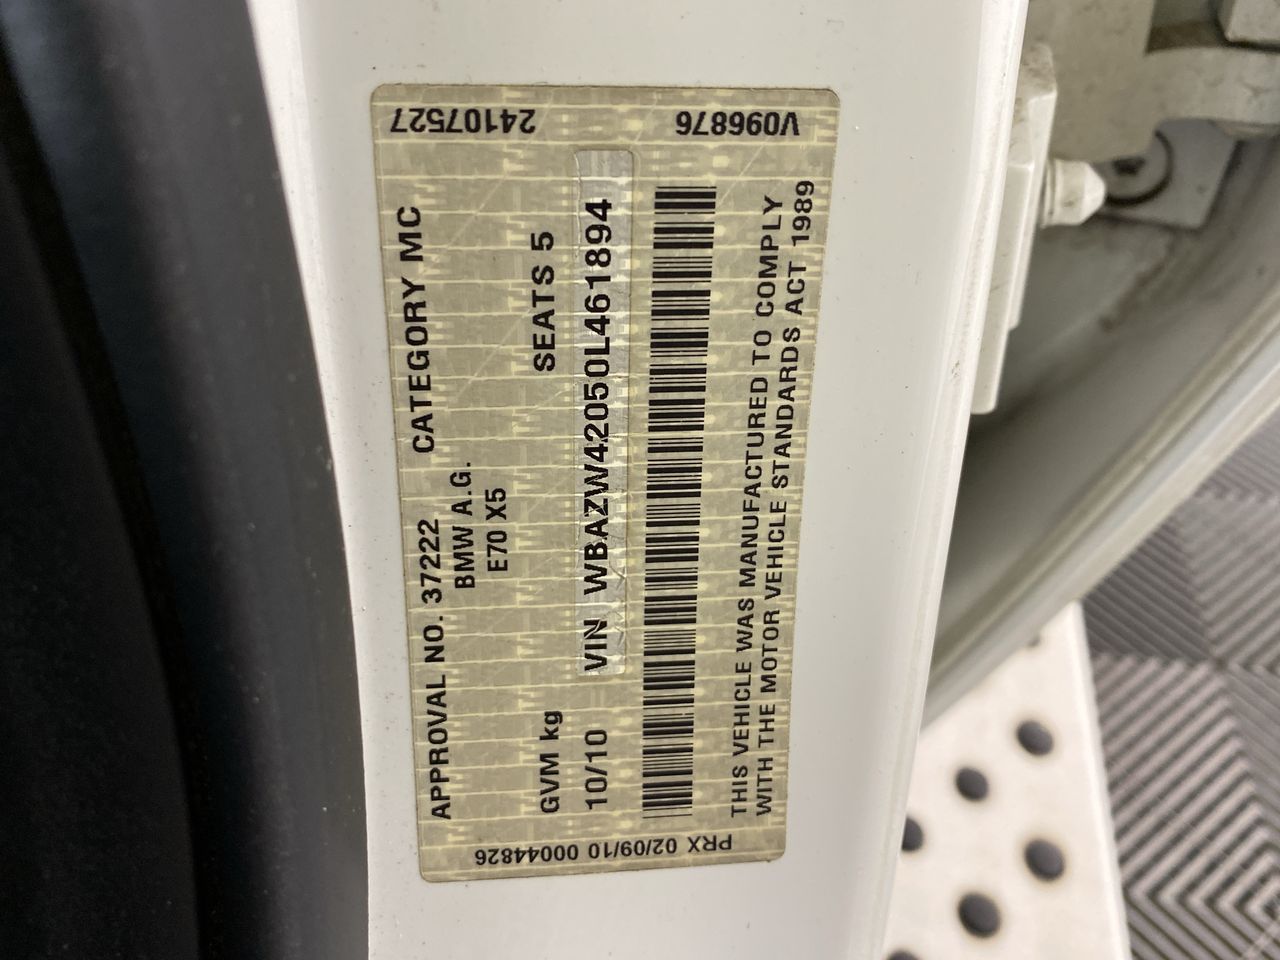 24107527
V096876
APPROVAL NO. 37222 CATEGORY MC
BMW A.G.
E70 X5
GVM kg SEATS 5
10/10 VIN WBAZW42050L461894
THIS VEHICLE WAS MANUFACTURED TO COMPLY
WITH THE MOTOR VEHICLE STANDARDS ACT 1989
PRX 02/09/10 00044826